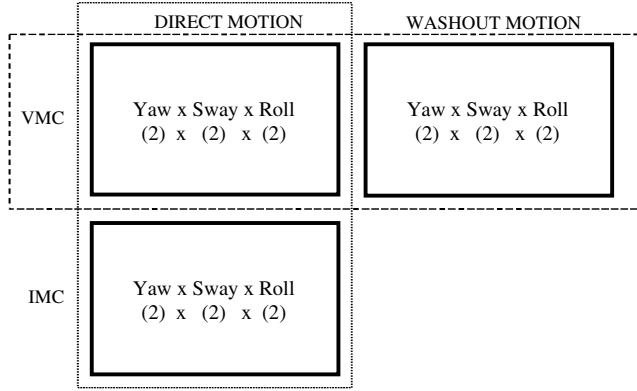 DIRECT MOTION WASHOUT MOTION
VMC
Yaw x Sway x Roll
(2) x (2) x (2)
Yaw x Sway x Roll
(2) x (2) x (2)
IMC
Yaw x Sway x Roll
(2) x (2) x (2)